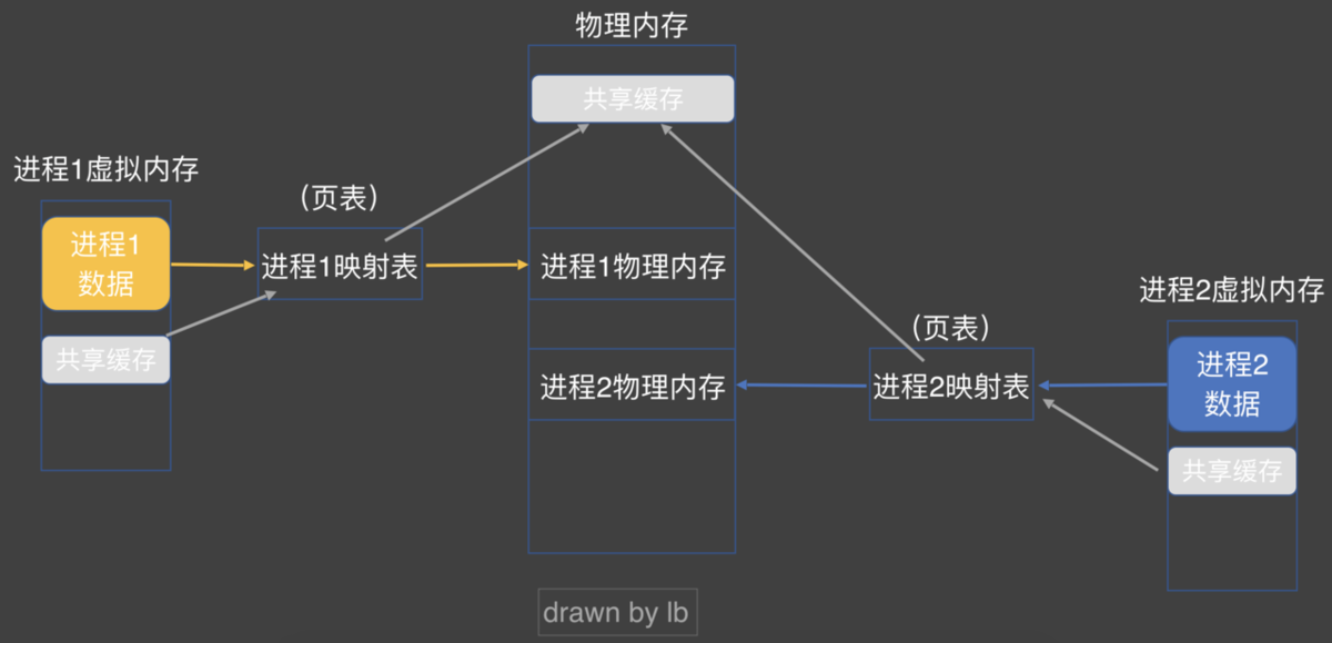 物理内存
共享缓存
进程1虚拟内存
(页表)
进程1
数据
进程1映射表
进程1物理内存
共享缓存
进程2虚拟内存
(页表)
进程2物理内存
进程2映射表
进程2
数据
共享缓存
drawn by lb